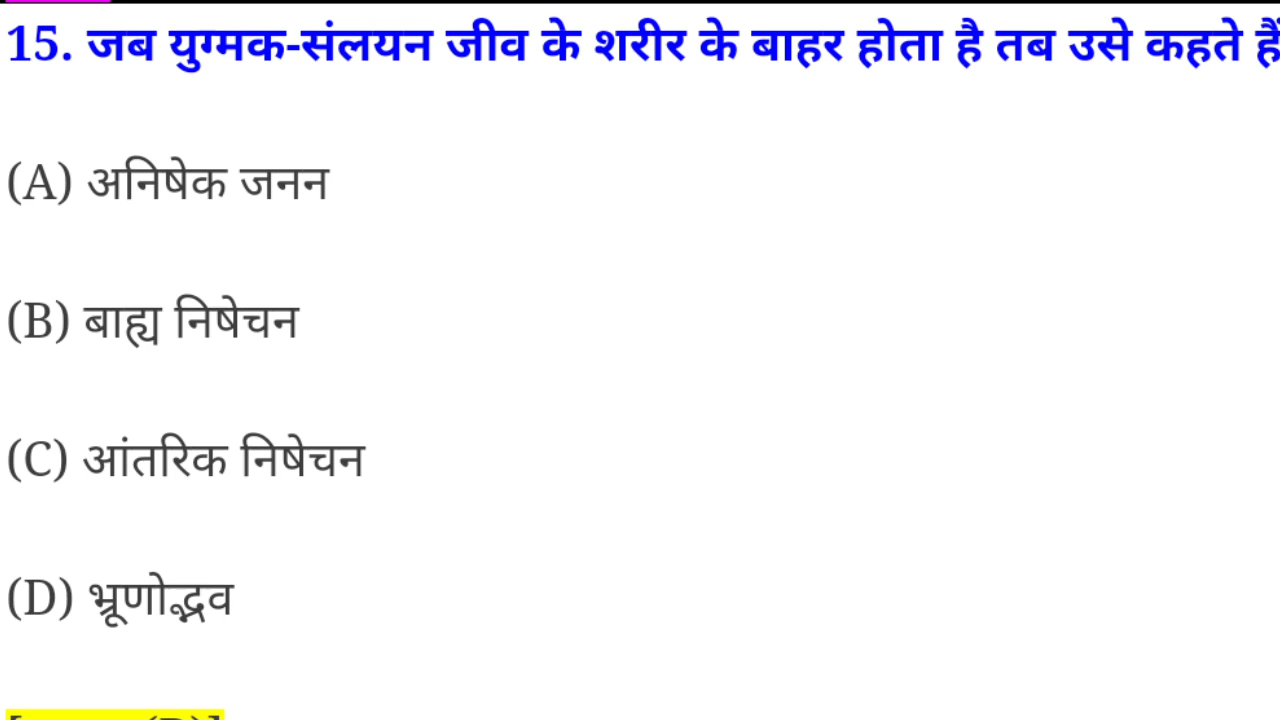 15. जब युग्मक-संलयन जीव के शरीर के बाहर होता है तब उसे कहते हैं
(A) अनिषेक जनन
(B) बाह्य निषेचन
(C) आंतरिक निषेचन
(D) भ्रूणोद्भव